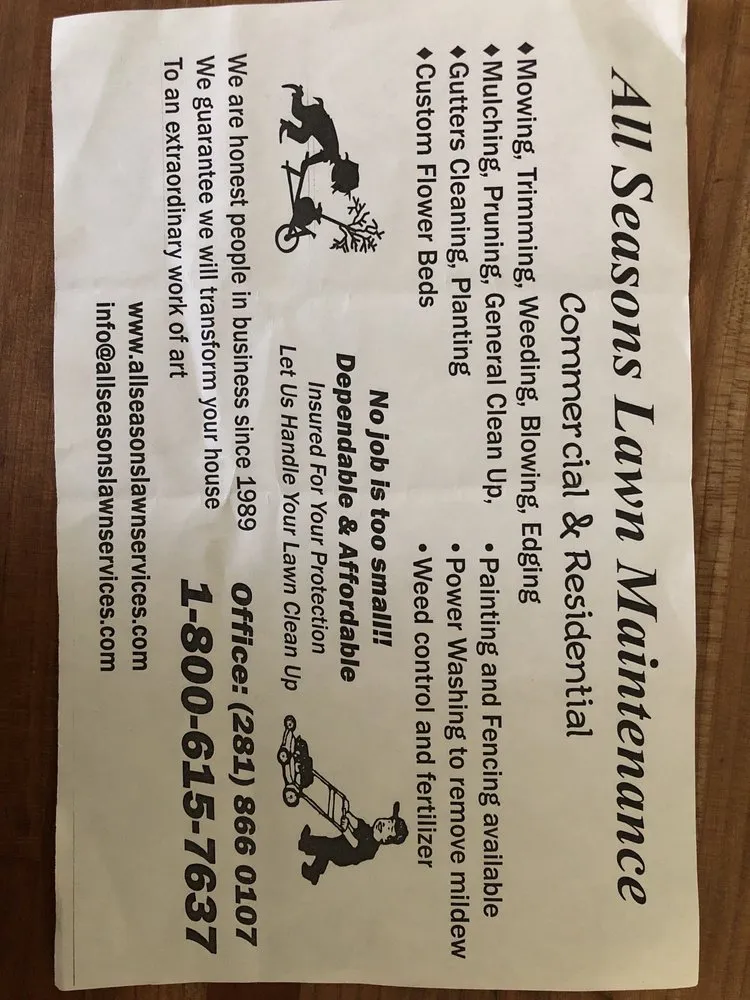 All Seasons Lawn Maintenance
Commercial & Residential
♦Mowing, Trimming, Weeding, Blowing, Edging
♦Mulching, Pruning, General Clean Up,
♦Gutters Cleaning, Planting
♦Custom Flower Beds
• Painting and Fencing available
• Power Washing to remove mildew
• Weed control and fertilizer
No job is too small!!!
Dependable & Affordable
Insured For Your Protection
Let Us Handle Your Lawn Clean Up
We are honest people in business since 1989
We guarantee we will transform your house
To an extraordinary work of art
Office: (281) 866 0107
1-800-615-7637
www.allseasonslawnservices.com
info@allseasonslawnservices.com